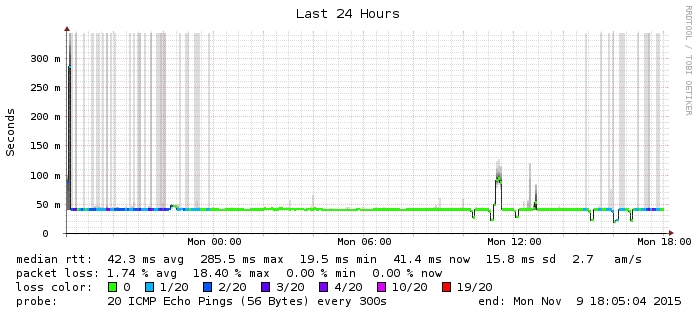 Last 24 Hours
RRDTOOL / TOBI OETIKER
Seconds
300 m
250 m
200 m
150 m
100 m
50 m
0
Mon 00:00 Mon 06:00 Mon 12:00 Mon 18:00
median rtt: 42.3 ms avg 285.5 ms max 19.5 ms min 41.4 ms now 15.8 ms sd 2.7 am/s
packet loss: 1.74 % avg 18.40 % max 0.00 % min 0.00 % now
loss color: 0 1/20 2/20 3/20 4/20 10/20 19/20
probe: 20 ICMP Echo Pings (56 Bytes) every 300s end: Mon Nov 9 18:05:04 2015